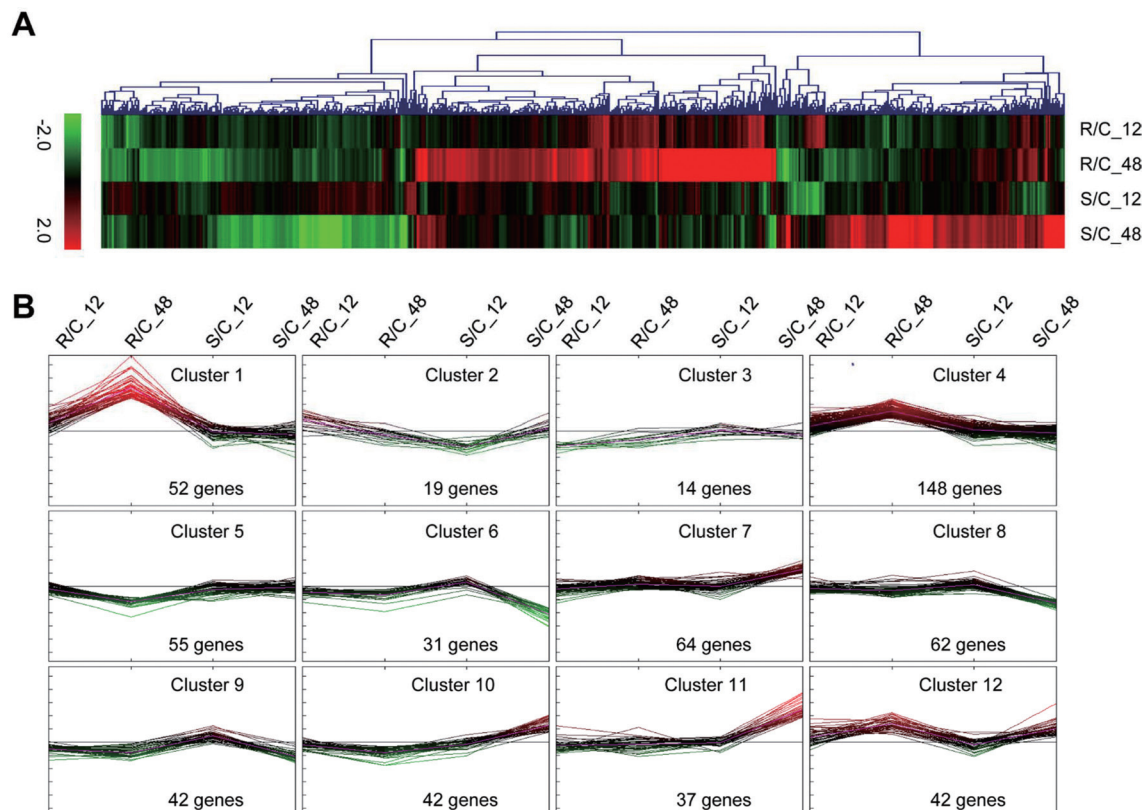 A
-2.0
2.0
R/C_12
R/C_48
S/C_12
S/C_48
B
R/C_12 R/C_48 S/C_12 S/C_48 R/C_12 R/C_48 S/C_12 S/C_48 R/C_12 R/C_48 S/C_12 S/C_48 R/C_12 R/C_48 S/C_12 S/C_48
Cluster 1 Cluster 2 Cluster 3 Cluster 4
52 genes 19 genes 14 genes 148 genes
Cluster 5 Cluster 6 Cluster 7 Cluster 8
55 genes 31 genes 64 genes 62 genes
Cluster 9 Cluster 10 Cluster 11 Cluster 12
42 genes 42 genes 37 genes 42 genes